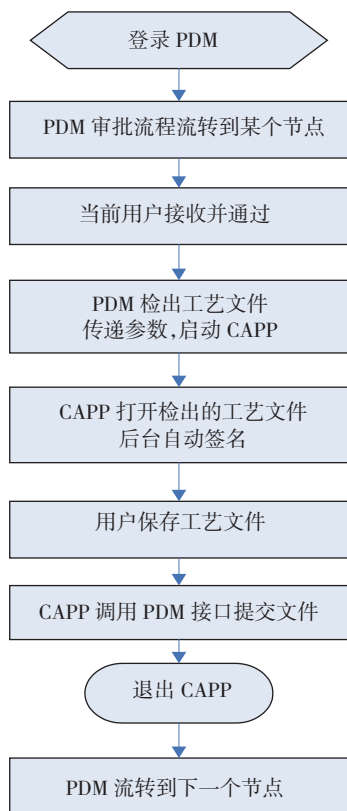 登录 PDM
PDM 审批流程流转到某个节点
当前用户接收并通过
PDM 检出工艺文件
传递参数,启动 CAPP
CAPP 打开检出的工艺文件
后台自动签名
用户保存工艺文件
CAPP 调用 PDM 接口提交文件
退出 CAPP
PDM 流转到下一个节点